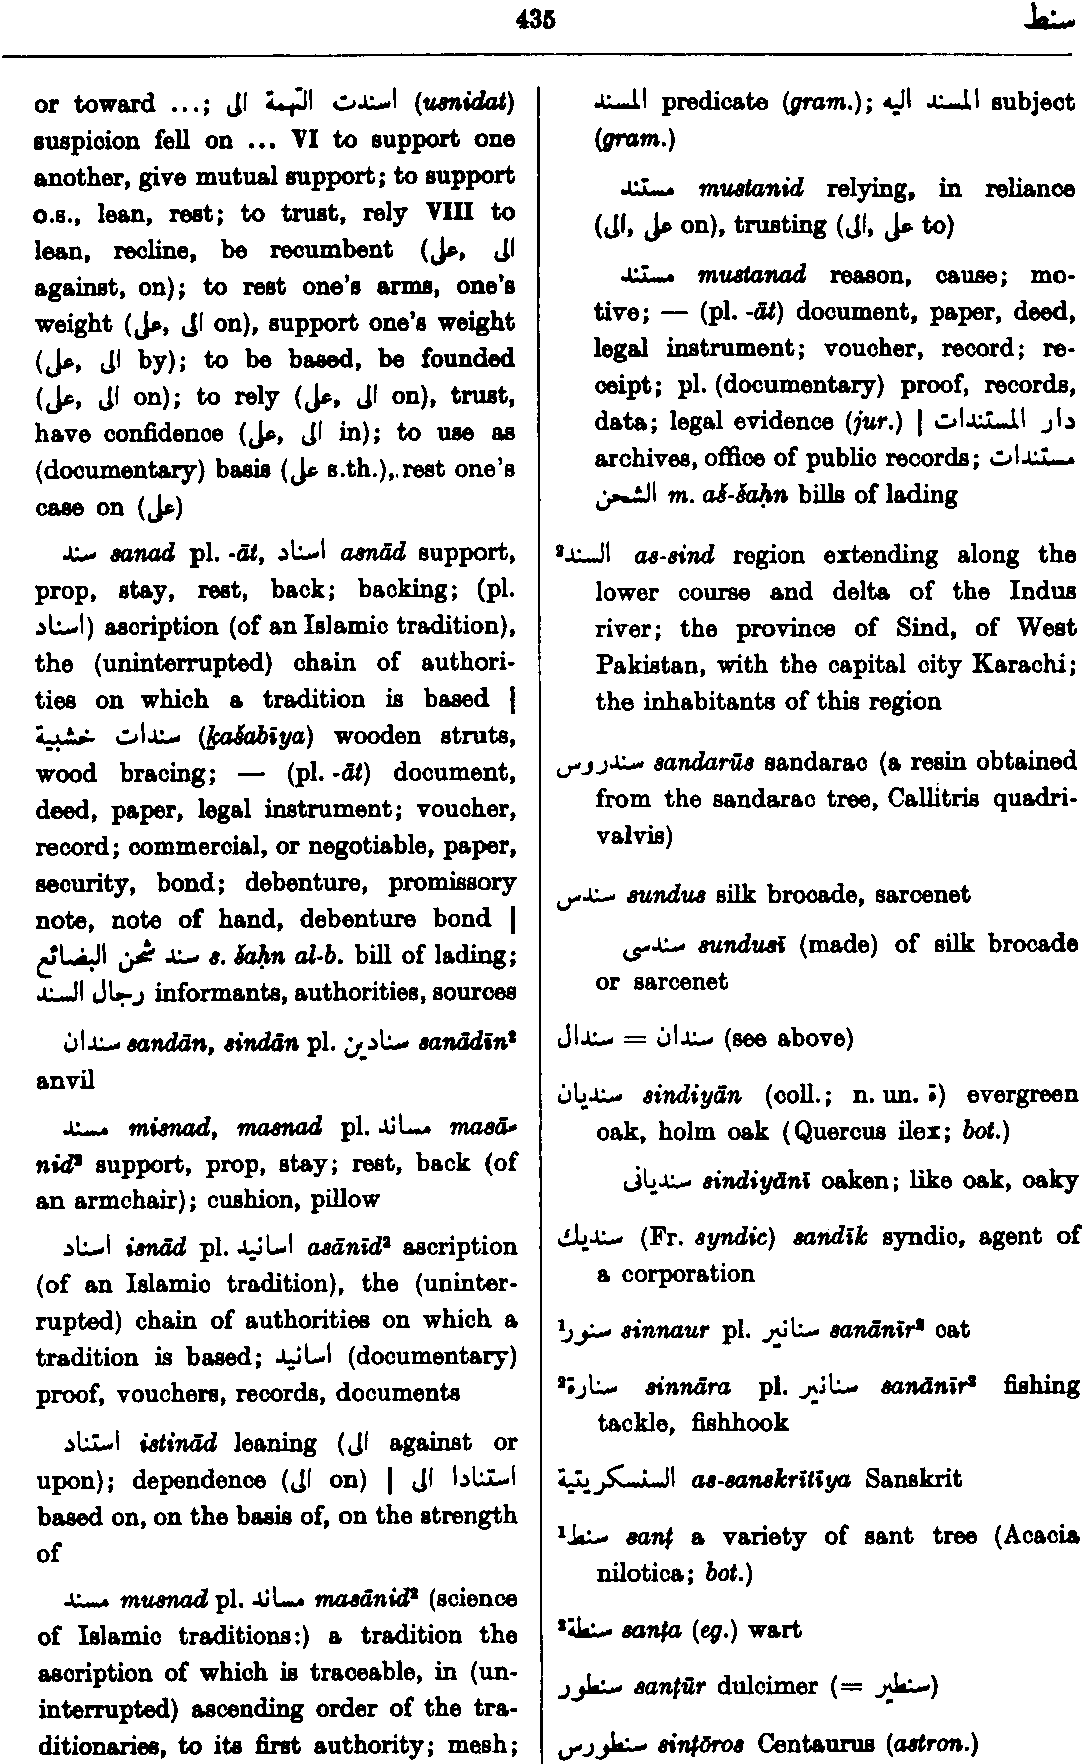 435
سنط
or toward ...; اسندت التهمة الى (usnidat)
suspicion fell on ... VI to support one
another, give mutual support; to support
o.s., lean, rest; to trust, rely VIII to
lean, recline, be recumbent (على, الى
against, on); to rest one's arms, one's
weight (على, الى on), support one's weight
(على, الى by); to be based, be founded
(على, الى on); to rely (على, الى on), trust,
have confidence (على, الى in); to use as
(documentary) basis (على s.th.), rest one's
case on (على)
سند sanad pl. -āt, اسناد asnād support,
prop, stay, rest, back; backing; (pl.
اسناد) ascription (of an Islamic tradition),
the (uninterrupted) chain of authori-
ties on which a tradition is based |
سندات خشبية (ḵašabīya) wooden struts,
wood bracing; — (pl. -āt) document,
deed, paper, legal instrument; voucher,
record; commercial, or negotiable, paper,
security, bond; debenture, promissory
note, note of hand, debenture bond |
سند شحن البضائع s. šaḥn al-b. bill of lading;
رجال السند informants, authorities, sources
سندان sandān, sindān pl. سنادين sanādīn²
anvil
مسند misnad, masnad pl. مساند masā-
nid² support, prop, stay; rest, back (of
an armchair); cushion, pillow
اسناد isnād pl. اسانيد asānīd² ascription
(of an Islamic tradition), the (uninter-
rupted) chain of authorities on which a
tradition is based; اسانيد (documentary)
proof, vouchers, records, documents
استناد istinād leaning (الى against or
upon); dependence (الى on) | استنادا الى
based on, on the basis of, on the strength
of
مسند musnad pl. مساند masānid² (science
of Islamic traditions:) a tradition the
ascription of which is traceable, in (un-
interrupted) ascending order of the tra-
ditionaries, to its first authority; mesh;
المسند predicate (gram.); المسند اليه subject
(gram.)
مستند mustanid relying, in reliance
(الى, على on), trusting (الى, على to)
مستند mustanad reason, cause; mo-
tive; — (pl. -āt) document, paper, deed,
legal instrument; voucher, record; re-
ceipt; pl. (documentary) proof, records,
data; legal evidence (jur.) | دار المستندات
archives, office of public records; مستندات
الشحن m. aš-šaḥn bills of lading
²السند as-sind region extending along the
lower course and delta of the Indus
river; the province of Sind, of West
Pakistan, with the capital city Karachi;
the inhabitants of this region
سندروس sandarūs sandarac (a resin obtained
from the sandarac tree, Callitris quadri-
valvis)
سندس sundus silk brocade, sarcenet
سندسى sundusī (made) of silk brocade
or sarcenet
سندال = سندان (see above)
سنديان sindiyān (coll.; n. un. ة) evergreen
oak, holm oak (Quercus ilex; bot.)
سنديانى sindiyānī oaken; like oak, oaky
سنديك (Fr. syndic) sandīk syndic, agent of
a corporation
¹سنور sinnaur pl. سنانير sanānīr² cat
²سنارة sinnāra pl. سنانير sanānīr² fishing
tackle, fishhook
السنسكريتية as-sanskrītīya Sanskrit
¹سنط sanṭ a variety of sant tree (Acacia
nilotica; bot.)
²سنطة sanṭa (eg.) wart
سنطور sanṭūr dulcimer (= سنطير)
سنطورس sinṭōros Centaurus (astron.)